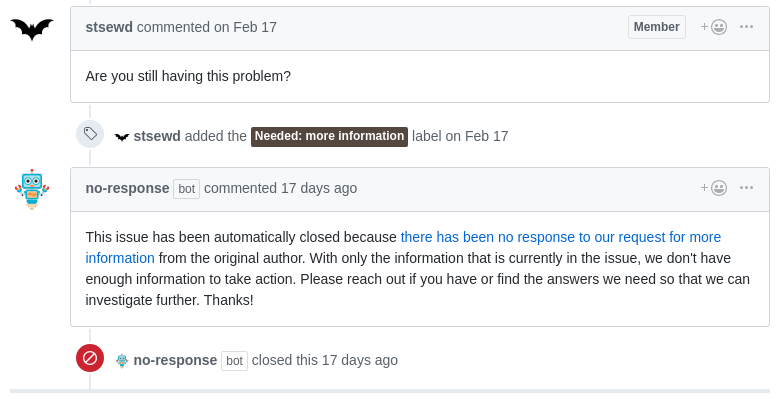 stsewd commented on Feb 17 Member
Are you still having this problem?
stsewd added the Needed: more information label on Feb 17
no-response bot commented 17 days ago
This issue has been automatically closed because there has been no response to our request for more
information from the original author. With only the information that is currently in the issue, we don't have
enough information to take action. Please reach out if you have or find the answers we need so that we can
investigate further. Thanks!
no-response bot closed this 17 days ago